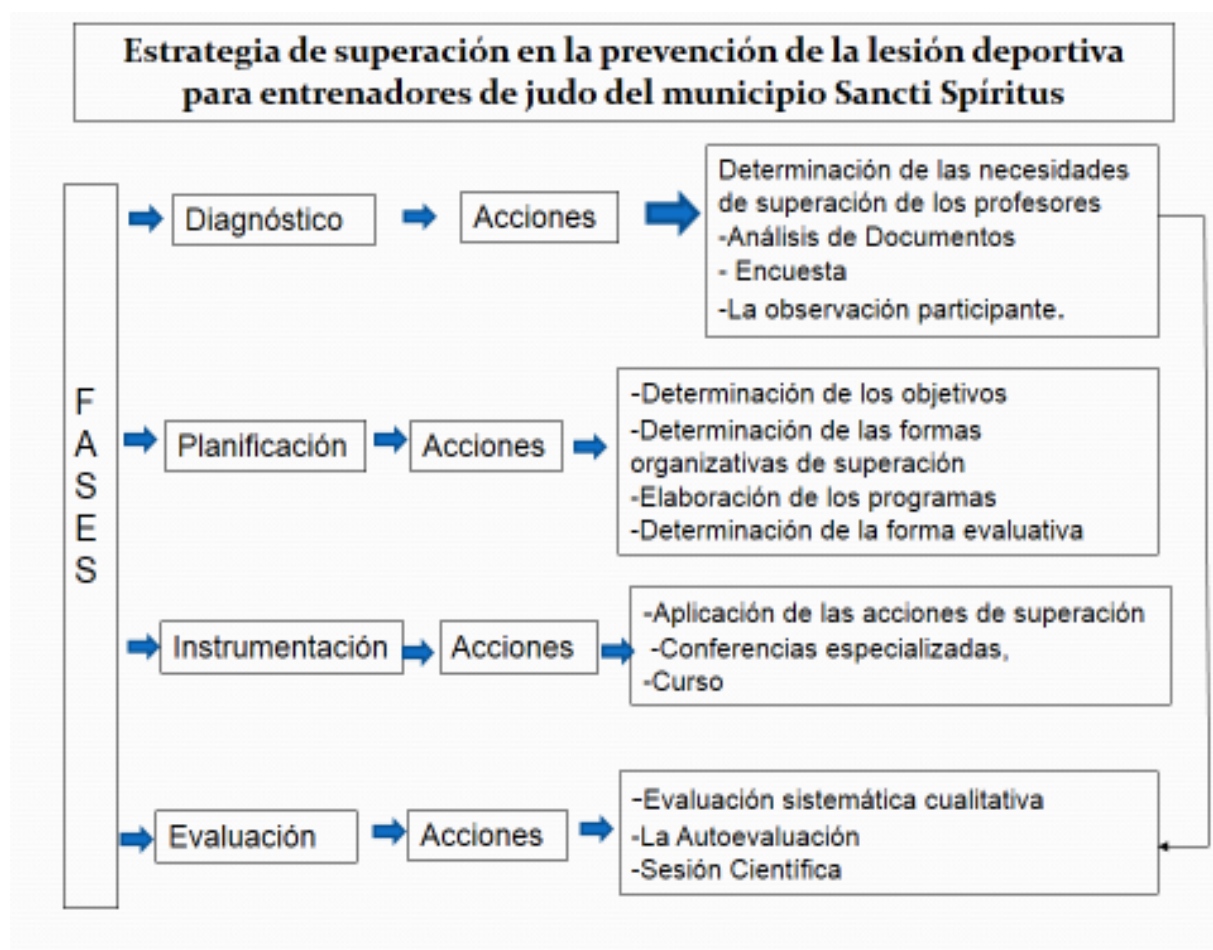 Estrategia de superación en la prevención de la lesión deportiva
para entrenadores de judo del municipio Sancti Spíritus
F
A
S
E
S
Diagnóstico
Acciones
Determinación de las necesidades
de superación de los profesores
-Análisis de Documentos
- Encuesta
-La observación participante.
Planificación
Acciones
-Determinación de los objetivos
-Determinación de las formas
organizativas de superación
-Elaboración de los programas
-Determinación de la forma evaluativa
Instrumentación
Acciones
-Aplicación de las acciones de superación
-Conferencias especializadas,
-Curso
Evaluación
Acciones
-Evaluación sistemática cualitativa
-La Autoevaluación
-Sesión Científica